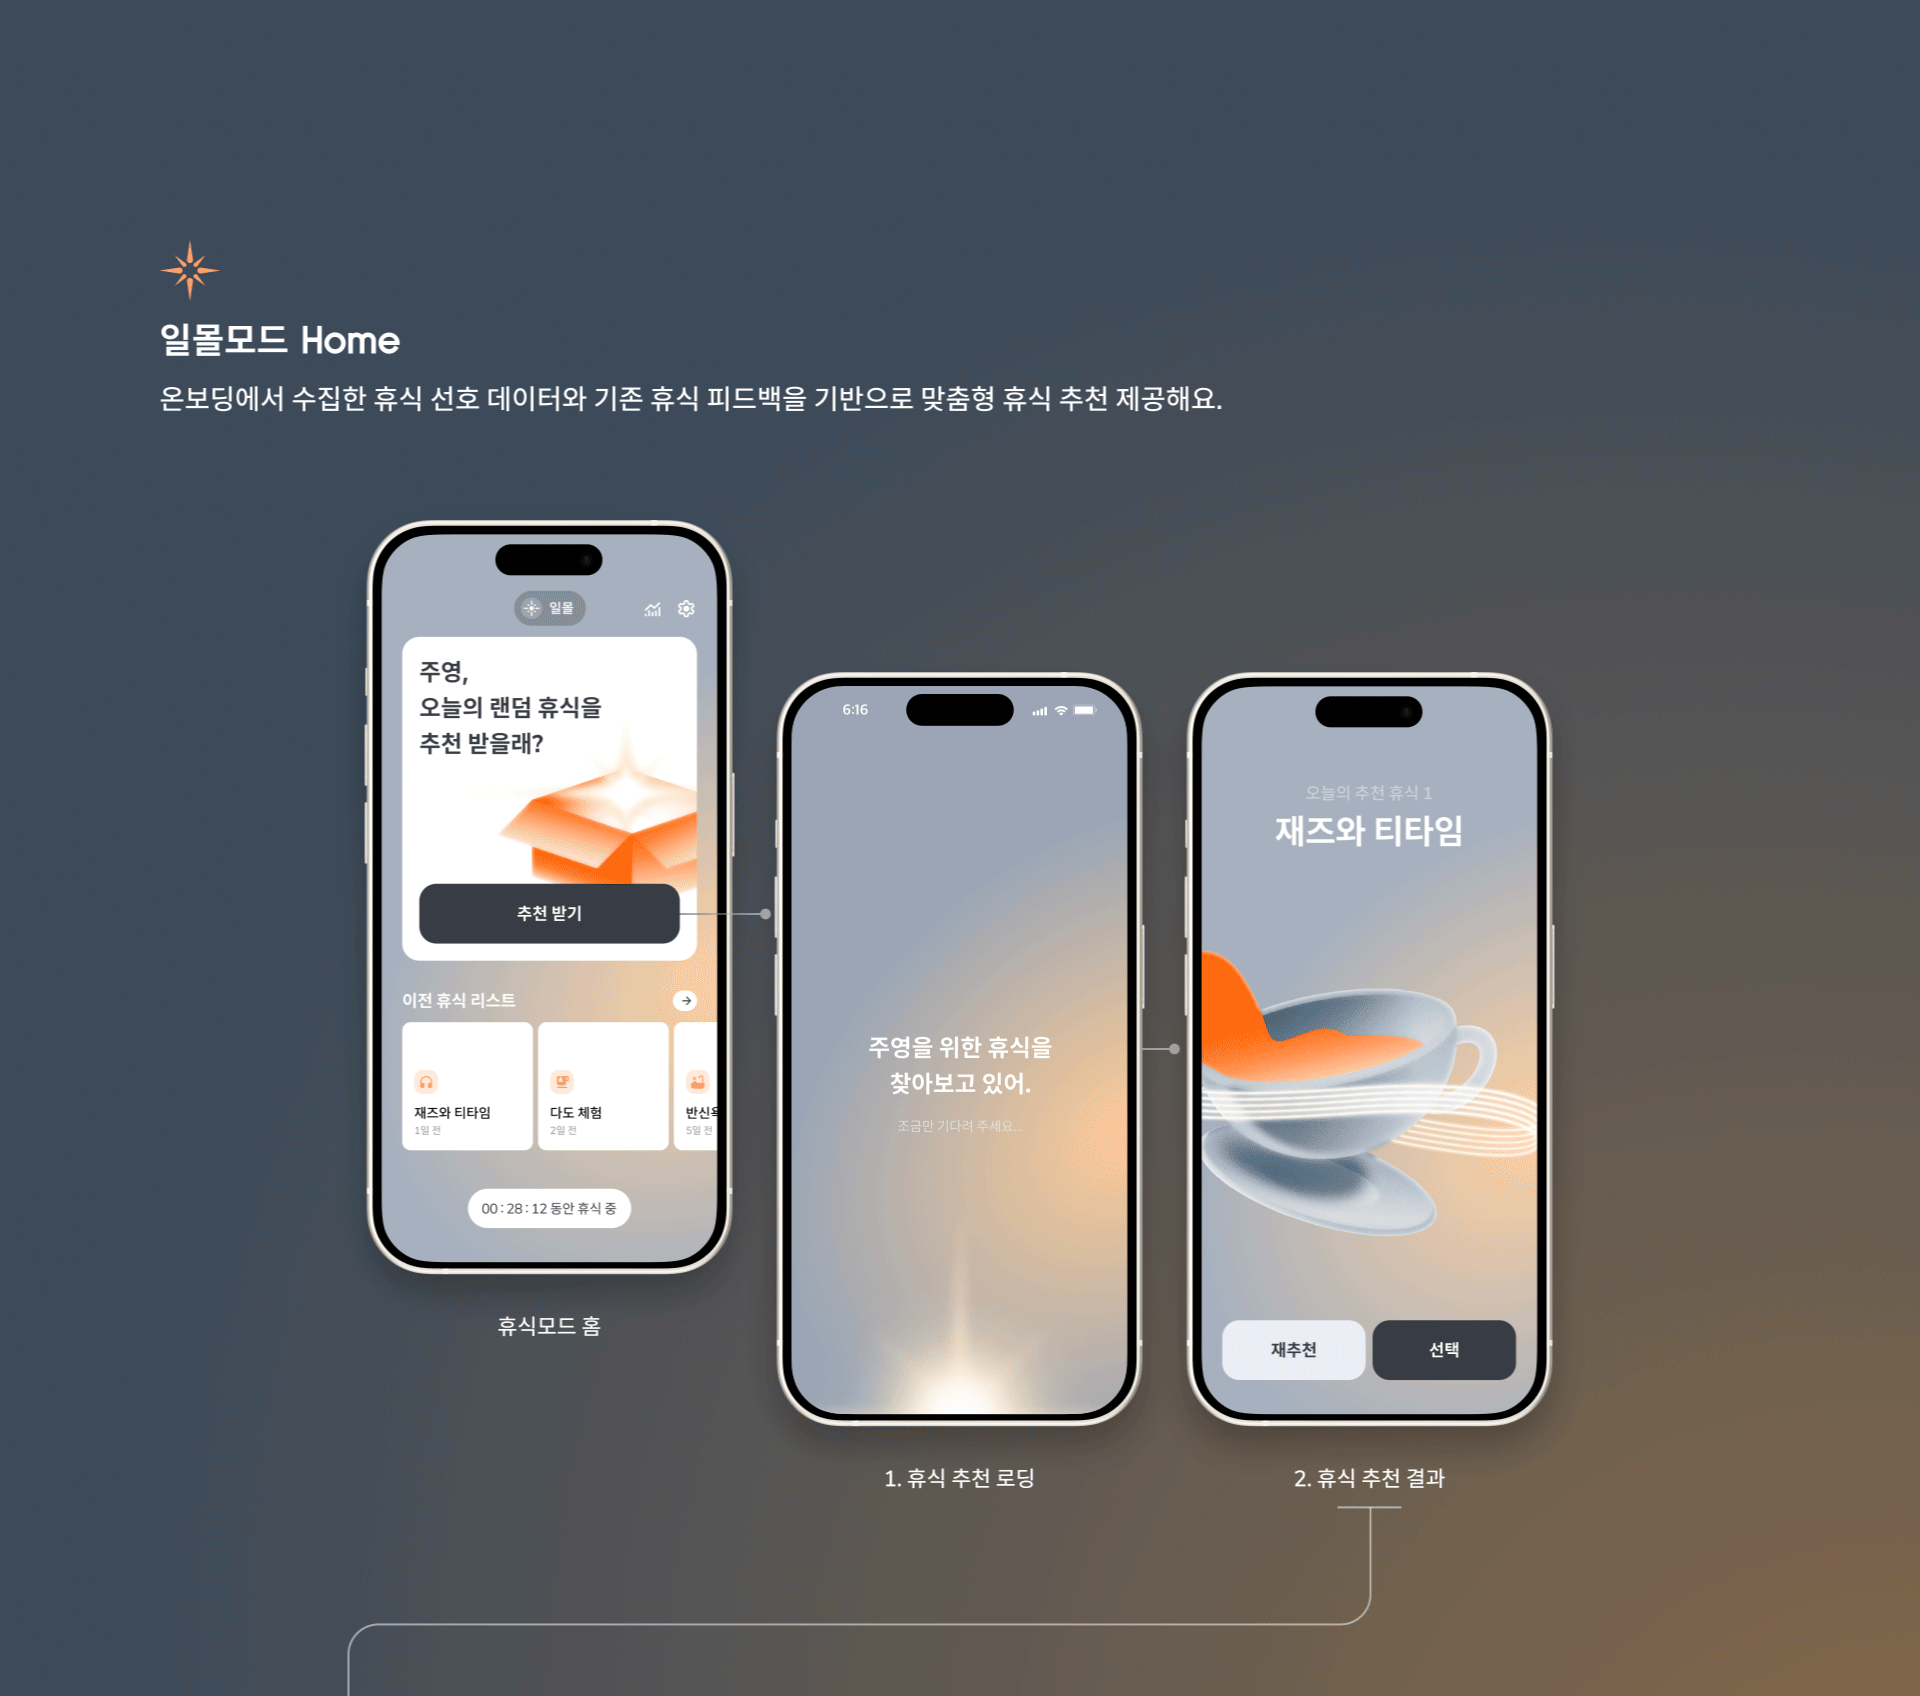 일몰모드 Home
온보딩에서 수집한 휴식 선호 데이터와 기존 휴식 피드백을 기반으로 맞춤형 휴식 추천 제공해요.
일몰
주영,
오늘의 랜덤 휴식을
추천 받을래?
추천 받기
이전 휴식 리스트
재즈와 티타임
1일 전
다도 체험
2일 전
반신욕
5일 전
00 : 28 : 12 동안 휴식 중
휴식모드 홈
6:16
주영을 위한 휴식을
찾아보고 있어.
조금만 기다려 주세요...
1. 휴식 추천 로딩
오늘의 추천 휴식 1
재즈와 티타임
재추천
선택
2. 휴식 추천 결과